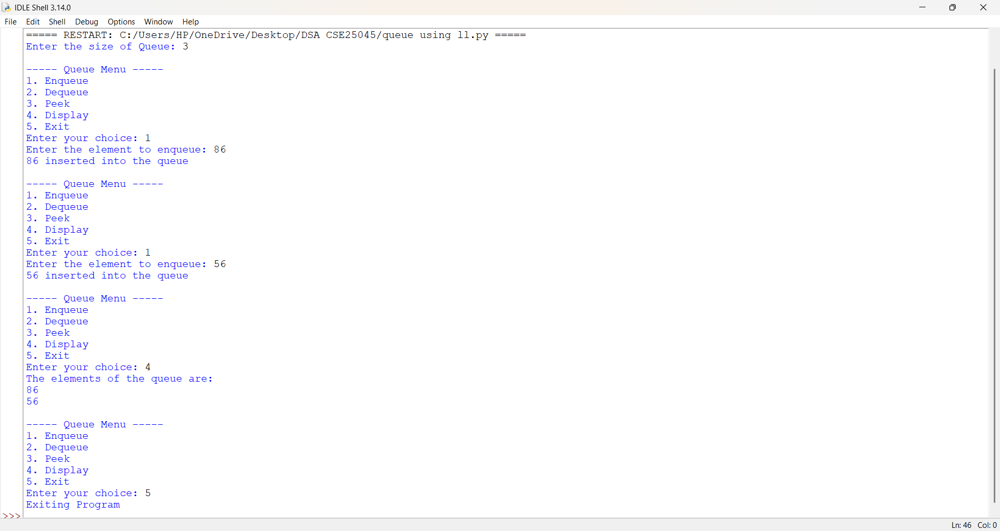 IDLE Shell 3.14.0
File Edit Shell Debug Options Window Help
===== RESTART: C:/Users/HP/OneDrive/Desktop/DSA CSE25045/queue using ll.py =====
Enter the size of Queue: 3

----- Queue Menu -----
1. Enqueue
2. Dequeue
3. Peek
4. Display
5. Exit
Enter your choice: 1
Enter the element to enqueue: 86
86 inserted into the queue

----- Queue Menu -----
1. Enqueue
2. Dequeue
3. Peek
4. Display
5. Exit
Enter your choice: 1
Enter the element to enqueue: 56
56 inserted into the queue

----- Queue Menu -----
1. Enqueue
2. Dequeue
3. Peek
4. Display
5. Exit
Enter your choice: 4
The elements of the queue are:
86
56

----- Queue Menu -----
1. Enqueue
2. Dequeue
3. Peek
4. Display
5. Exit
Enter your choice: 5
Exiting Program
>>>
Ln: 46 Col: 0